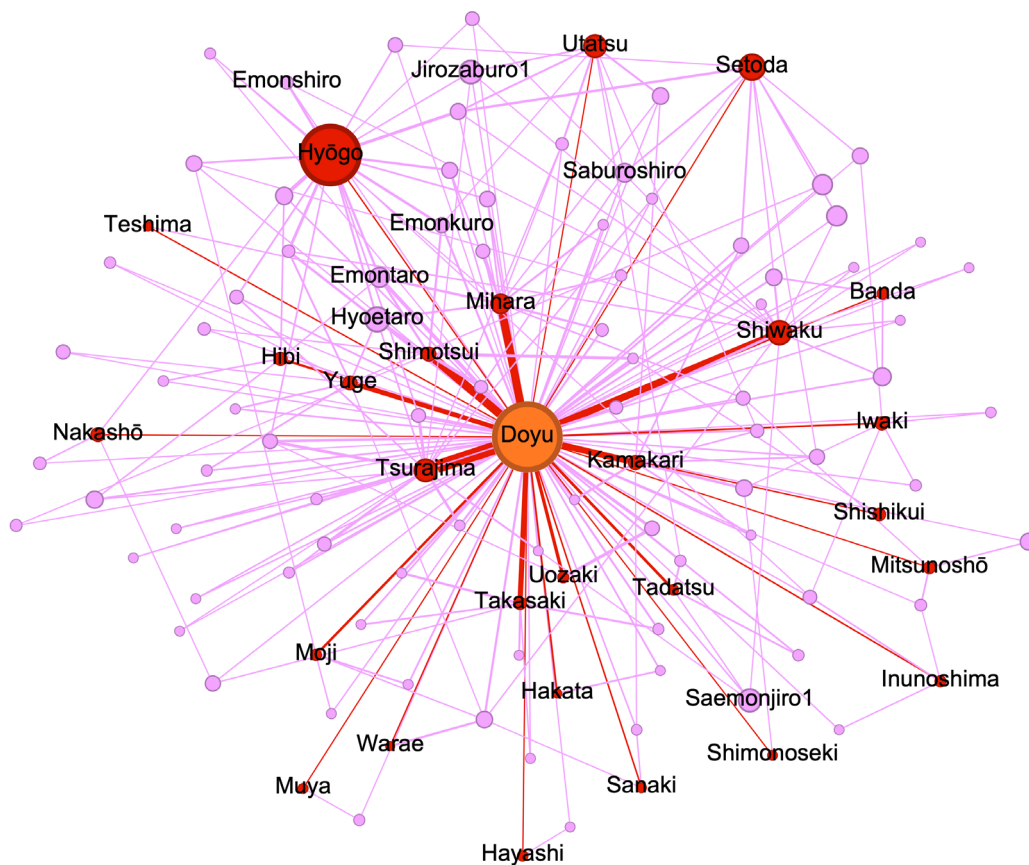 Utatsu
Setoda
Jirozaburo1
Emonshiro
Hyōgo
Saburoshiro
Teshima
Emonkuro
Emontaro
Banda
Mihara
Hyoetaro
Shiwaku
Shimotsui
Hibi
Yuge
Iwaki
Nakashō
Doyu
Kamakari
Tsurajima
Shishikui
Mitsunoshō
Uozaki
Tadatsu
Takasaki
Moji
Inunoshima
Hakata
Saemonjiro1
Warae
Shimonoseki
Muya
Sanaki
Hayashi